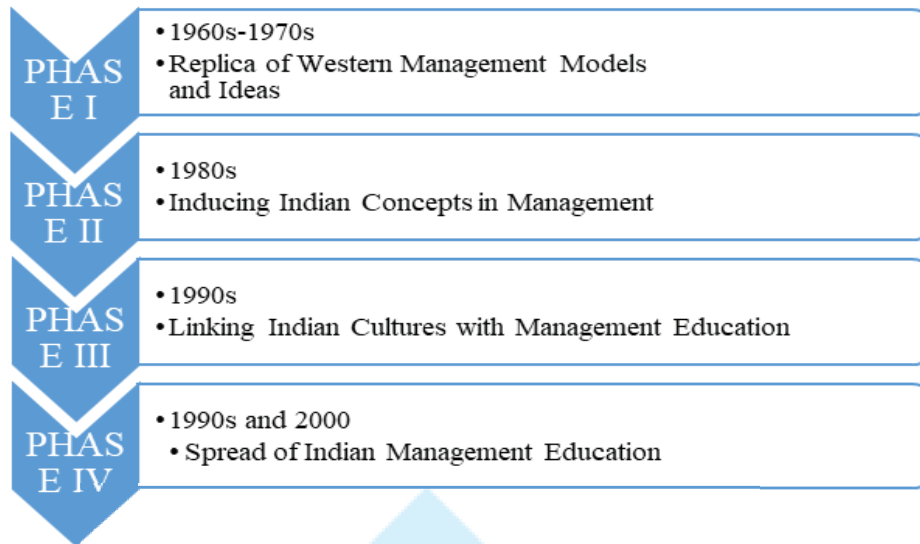 PHAS
E I
•1960s-1970s
•Replica of Western Management Models
and Ideas
PHAS
E II
•1980s
•Inducing Indian Concepts in Management
PHAS
E III
•1990s
•Linking Indian Cultures with Management Education
PHAS
E IV
•1990s and 2000
•Spread of Indian Management Education